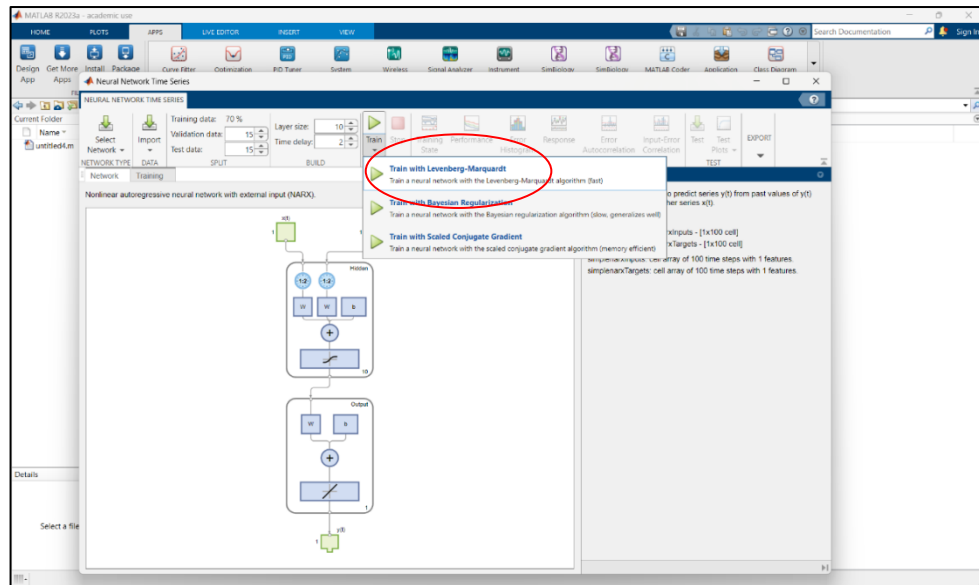 MATLAB R2023a - academic use
HOME PLOTS APPS LIVE EDITOR INSERT VIEW
Search Documentation
Sign In
Design App
Get More Apps
Install
Package
Curve Fitter
Optimization
PID Tuner
System
Wireless
Signal Analyzer
Instrument
SimBiology
SimBiology
MATLAB Coder
Application
Class Diagram
Current Folder
Name
untitled4.m
Details
Select a file
Neural Network Time Series
NEURAL NETWORK TIME SERIES
Select Network
Import
Training data: 70 %
Validation data: 15
Test data: 15
Layer size: 10
Time delay: 2
Train
Training State
Performance
Error Histogram
Response
Error Autocorrelation
Input-Error Correlation
Test
Test Plots
EXPORT
NETWORK TYPE DATA SPLIT BUILD TEST
Network Training
Nonlinear autoregressive neural network with external input (NARX).
Train with Levenberg-Marquardt
Train a neural network with the Levenberg-Marquardt algorithm (fast)
Train with Bayesian Regularization
Train a neural network with the Bayesian regularization algorithm (slow, generalizes well)
Train with Scaled Conjugate Gradient
Train a neural network with the scaled conjugate gradient algorithm (memory efficient)
to predict series y(t) from past values of y(t)
her series x(t).
rxInputs - [1x100 cell]
rxTargets - [1x100 cell]
simplenarxInputs: cell array of 100 time steps with 1 features.
simplenarxTargets: cell array of 100 time steps with 1 features.
x(t)
1
1
Hidden
1:2 1:2
W W b
+
10
Output
W b
+
1
y(t)
1